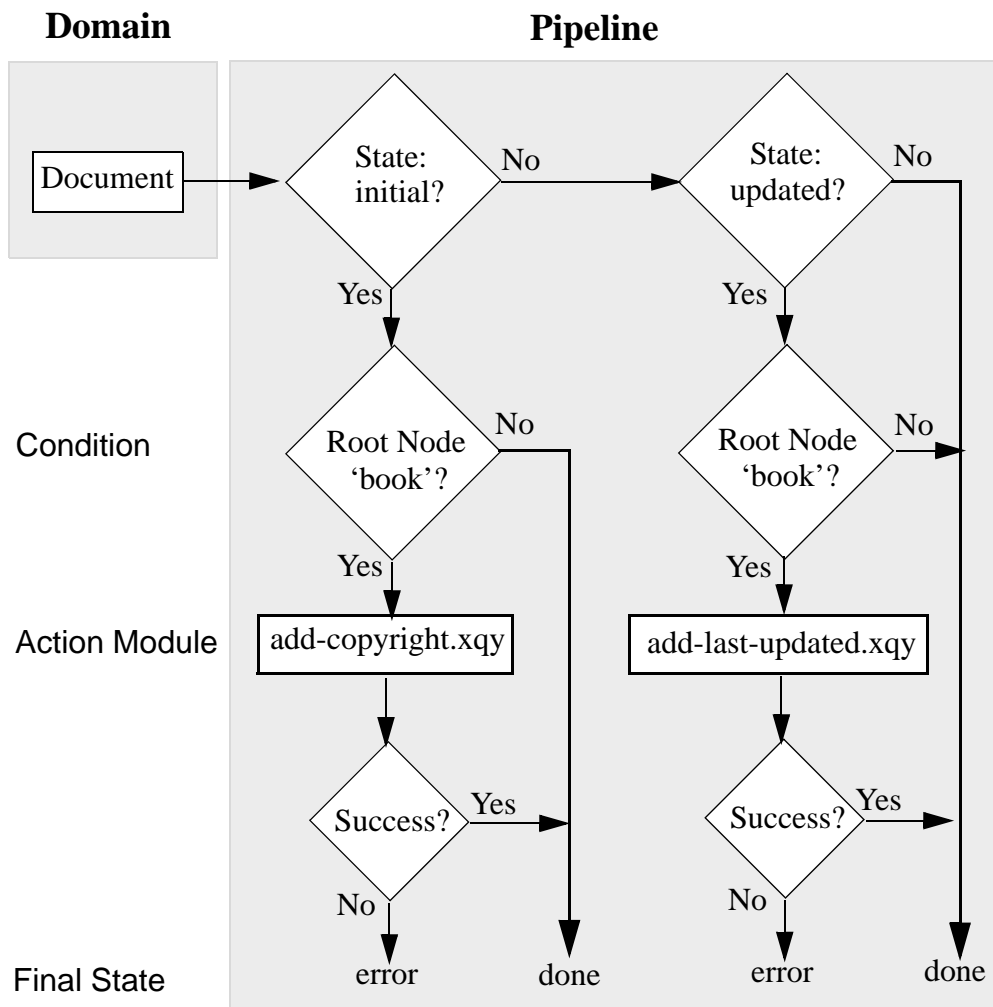 Domain
Pipeline
Document
State:
initial?
No
State:
updated?
No
Yes
Yes
Condition
Root Node
‘book’?
No
Root Node
‘book’?
No
Yes
Yes
Action Module
add-copyright.xqy
add-last-updated.xqy
Success?
Yes
Success?
Yes
No
No
Final State
error
done
error
done